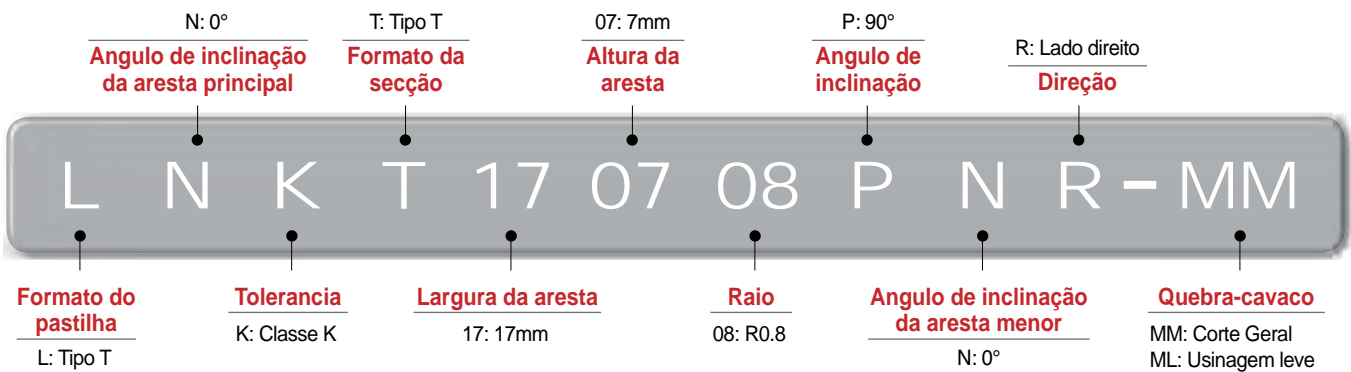 N: 0°
Angulo de inclinação
da aresta principal
T: Tipo T
Formato da
secção
07: 7mm
Altura da
aresta
P: 90°
Angulo de
inclinação
R: Lado direito
Direção
L N K T 17 07 08 P N R - MM
Formato do
pastilha
L: Tipo T
Tolerancia
K: Classe K
Largura da aresta
17: 17mm
Raio
08: R0.8
Angulo de inclinação
da aresta menor
N: 0°
Quebra-cavaco
MM: Corte Geral
ML: Usinagem leve